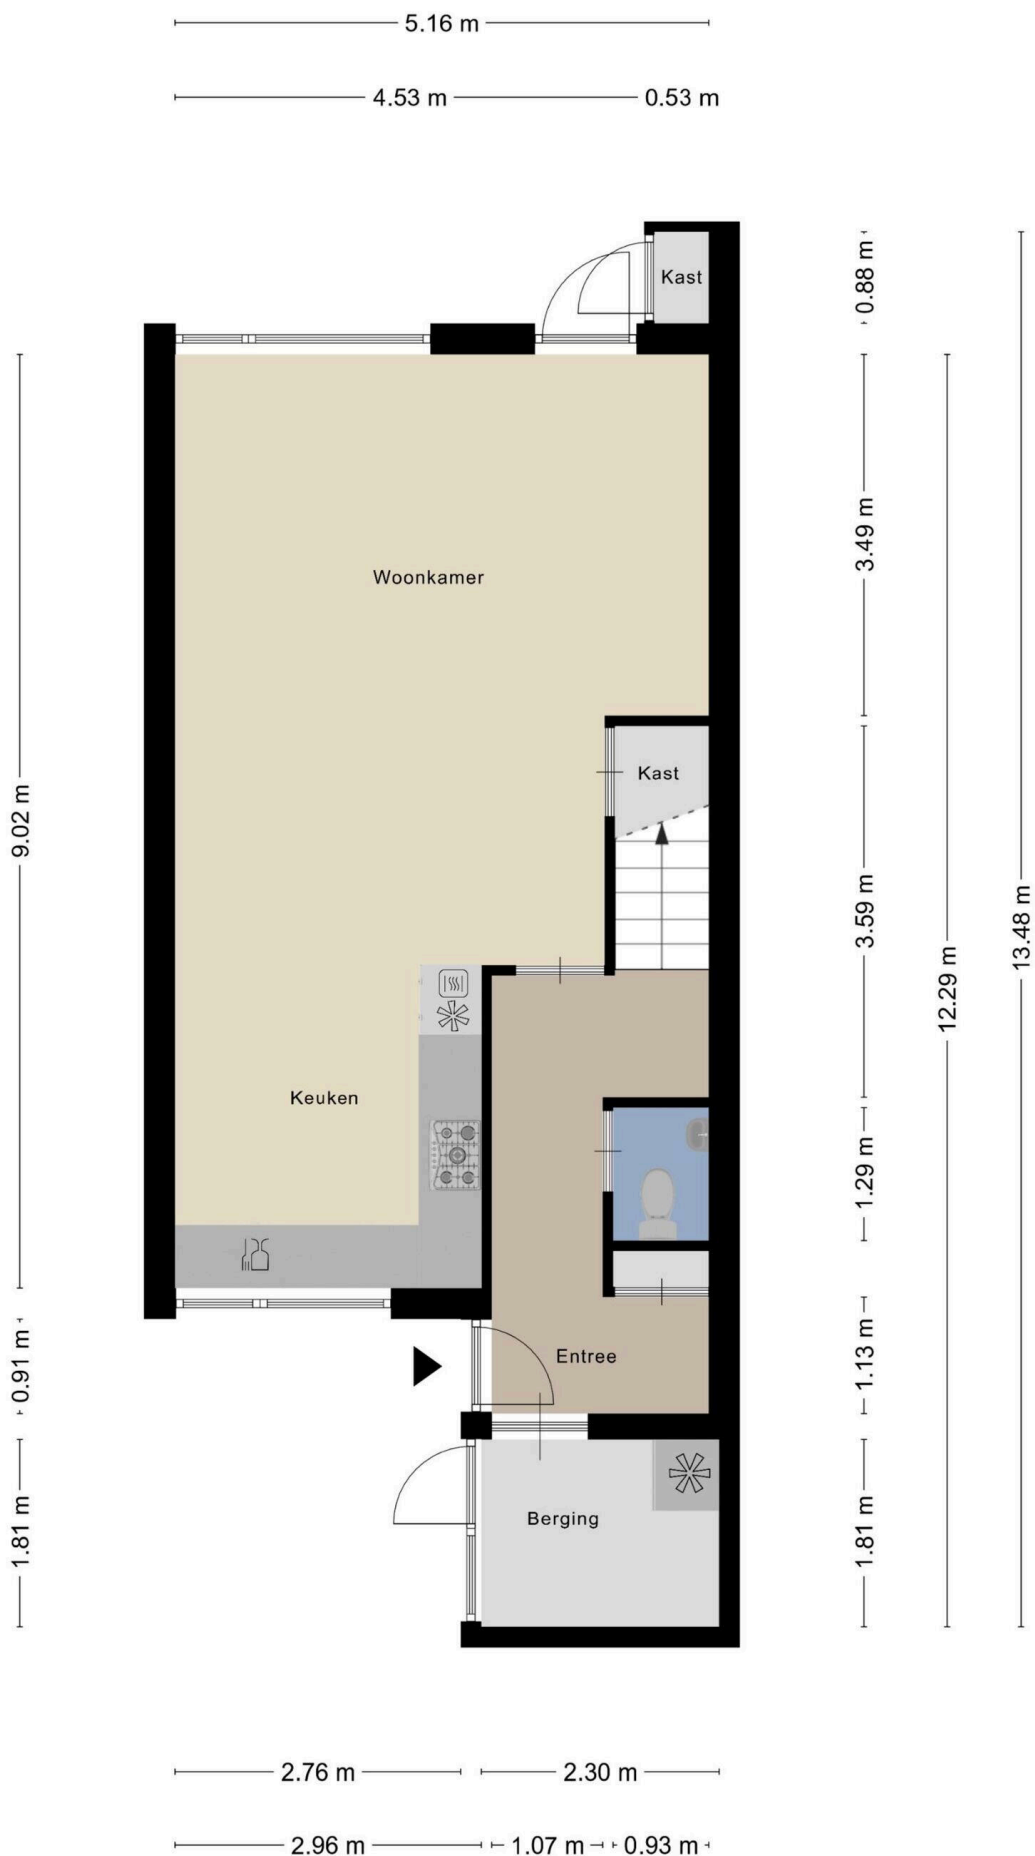 5.16 m
4.53 m
0.53 m
Kast
0.88 m
3.49 m
Woonkamer
Kast
9.02 m
3.59 m
13.48 m
12.29 m
Keuken
1.29 m
0.91 m
Entree
1.13 m
1.81 m
Berging
1.81 m
2.76 m
2.30 m
2.96 m
1.07 m
0.93 m